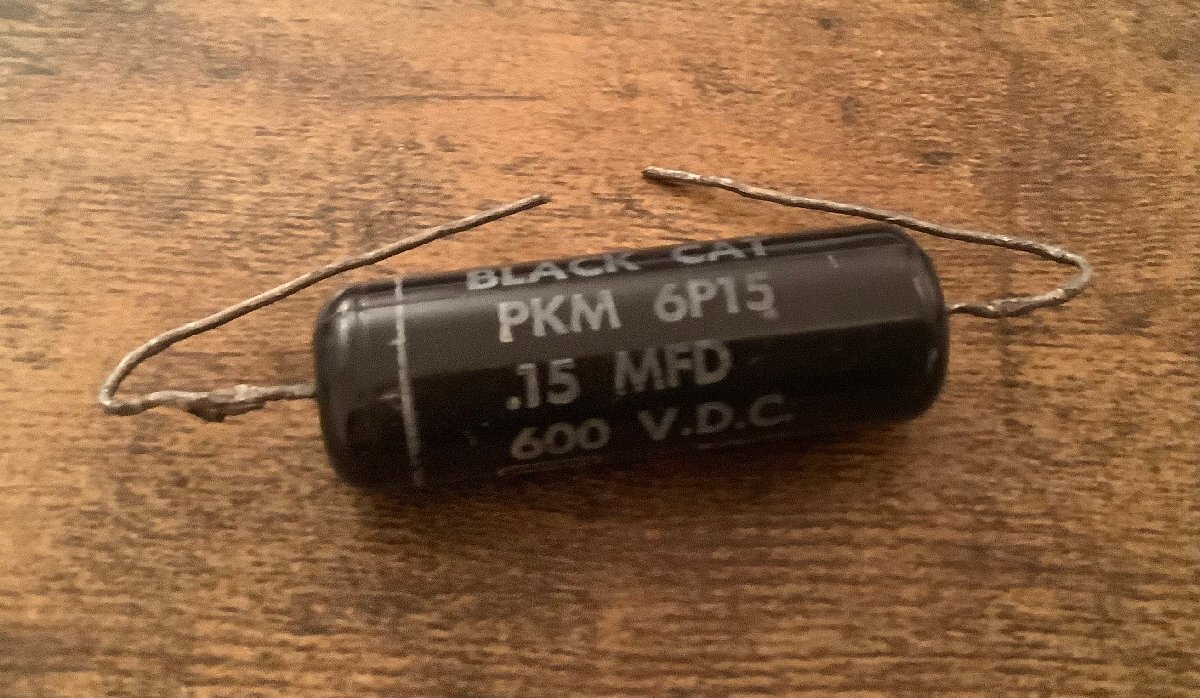 BLACK CAT
PKM 6P15
.15 MFD
600 V.D.C.